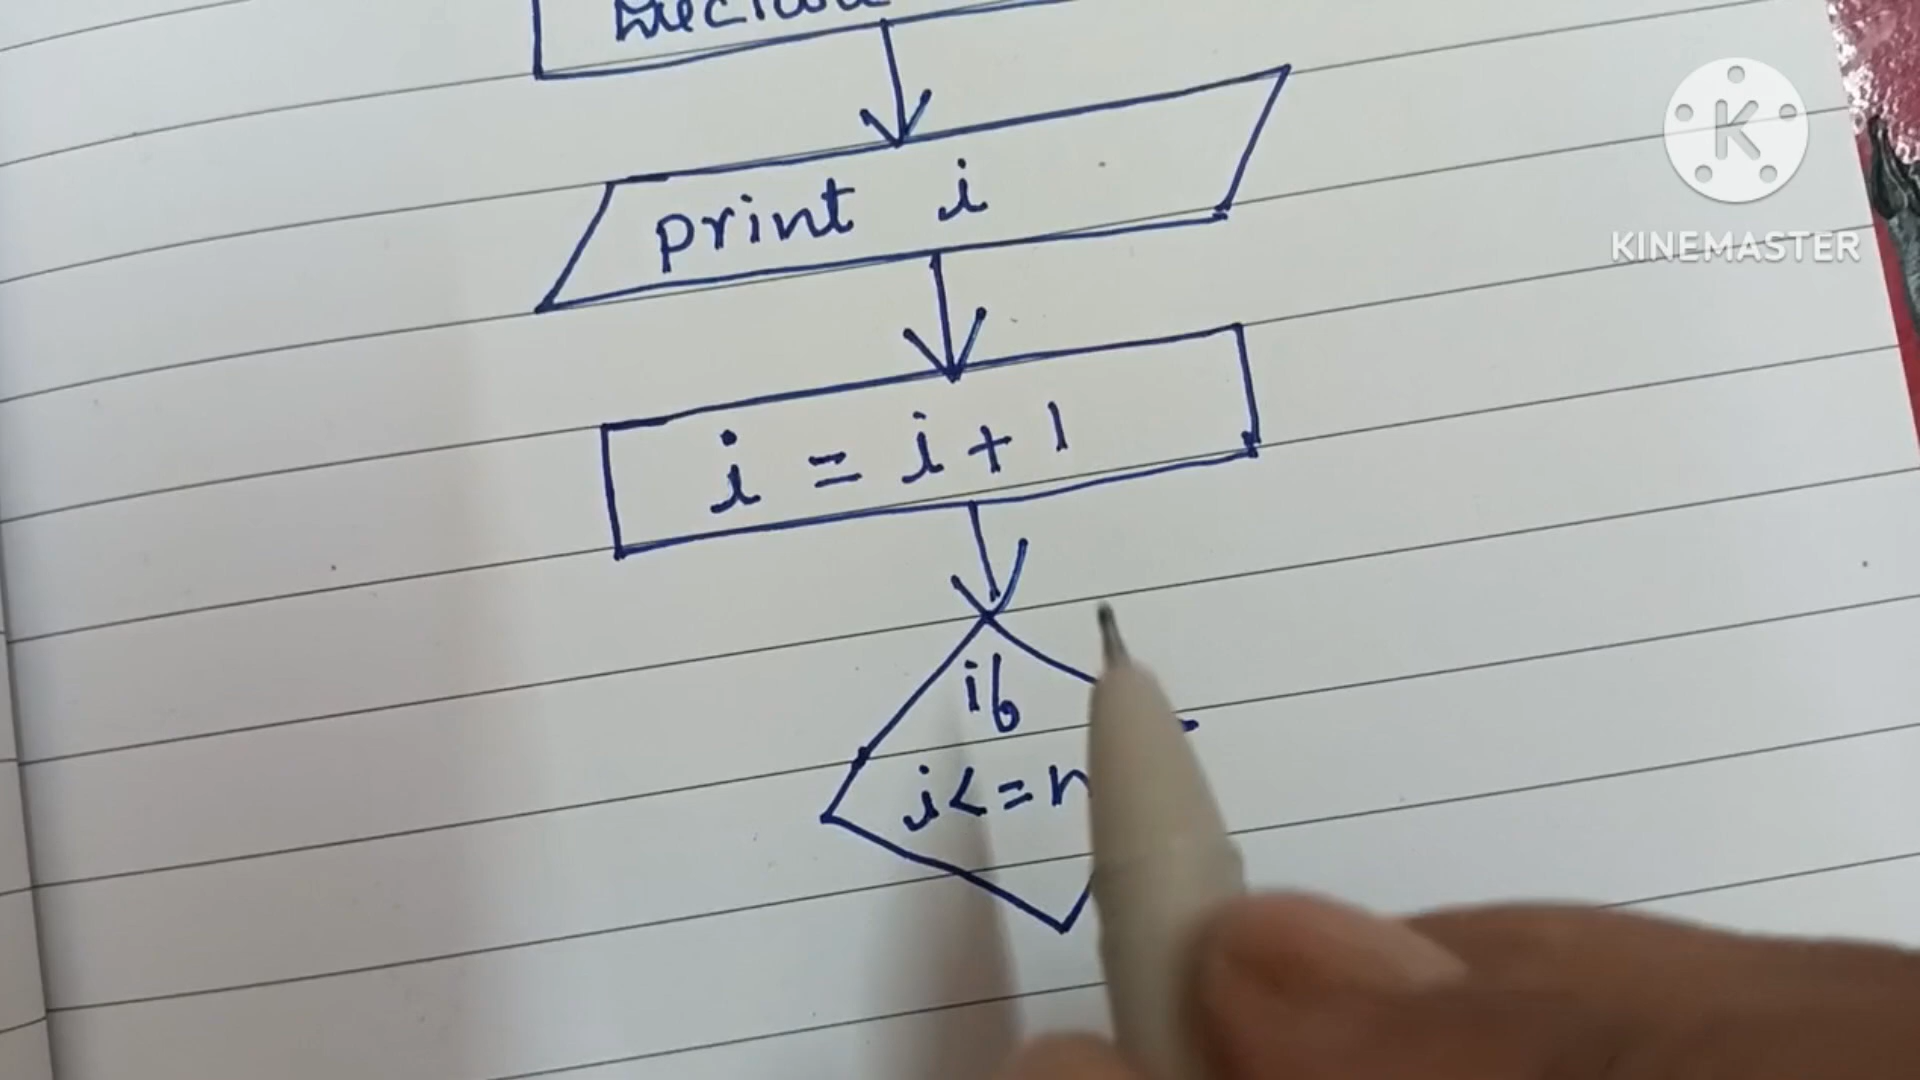 print i
i = i + 1
if
i <= n
K
KINEMASTER